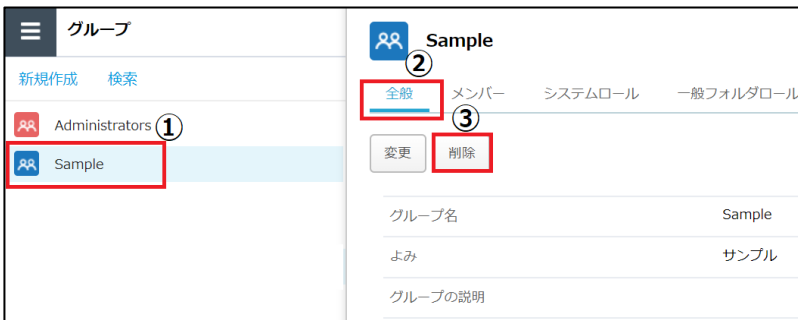 グループ
新規作成 検索
Administrators ①
Sample
Sample
②
全般 メンバー システムロール 一般フォルダロール
③
変更 削除
グループ名 Sample
よみ サンプル
グループの説明